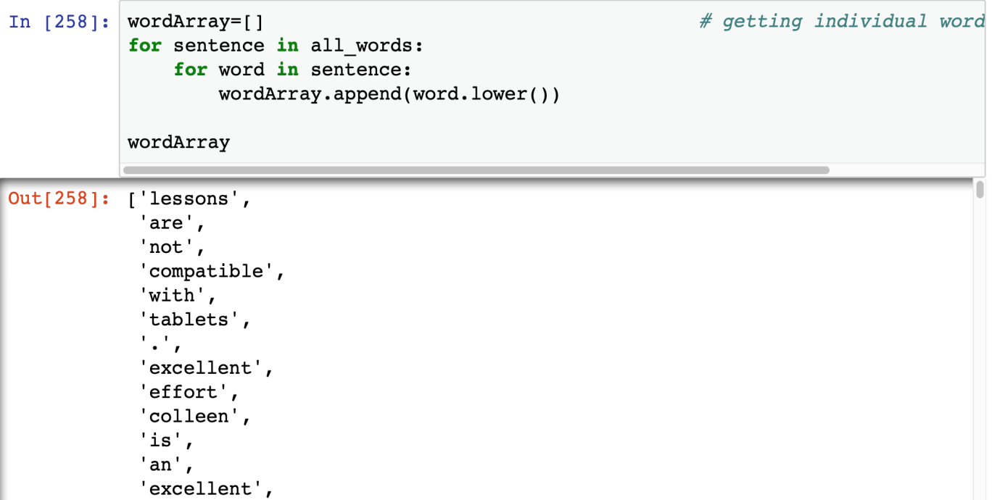 In [258]: wordArray=[] # getting individual word
for sentence in all_words:
for word in sentence:
wordArray.append(word.lower())
wordArray
Out[258]: ['lessons',
'are',
'not',
'compatible',
'with',
'tablets',
'.',
'excellent',
'effort',
'colleen',
'is',
'an',
'excellent',